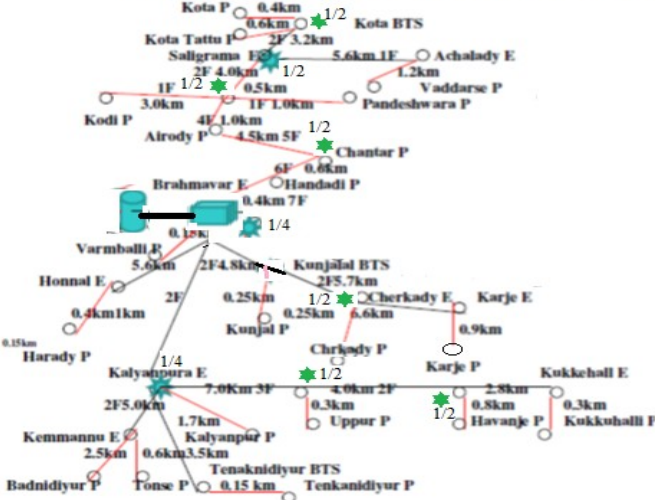 Kota P 0.4km 1/2
0.6km Kota BTS
Kota Tattu P 2F 3.2km
Saligrama E 5.6km 1F Achalady E
2F 4.0km 1/2
1.2km
1F 1/2 0.5km Vaddarse P
3.0km 1F 1.0km Pandeshwara P
Kodi P 4F 1.0km
Airody P 4.5km 5F 1/2
Chantar P
6F 0.6km
Brahmavar E Handadi P
0.4km 7F
1/4
0.15k
Varmballi P
5.6km 2F4.8km Kunjalal BTS
Honnal E 2F5.7km
2F 0.25km 1/2 Cherkady E Karje E
0.4km1km 0.25km 6.6km
0.15km Kunjal P 0.9km
Harady P Chrkady P
1/4 Karje P
Kalyanpura E 1/2 Kukkehall E
7.0Km 3F 4.0km 2F 2.8km
2F5.0km 0.3km 1/2 0.8km 0.3km
1.7km Uppur P Havanje P Kukkuhalli P
Kemmannu E Kalyanpur P
2.5km 0.6km3.5km
Tenaknidiyur BTS
Badnidiyur P Tonse P 0.15 km Tenkanidiyur P